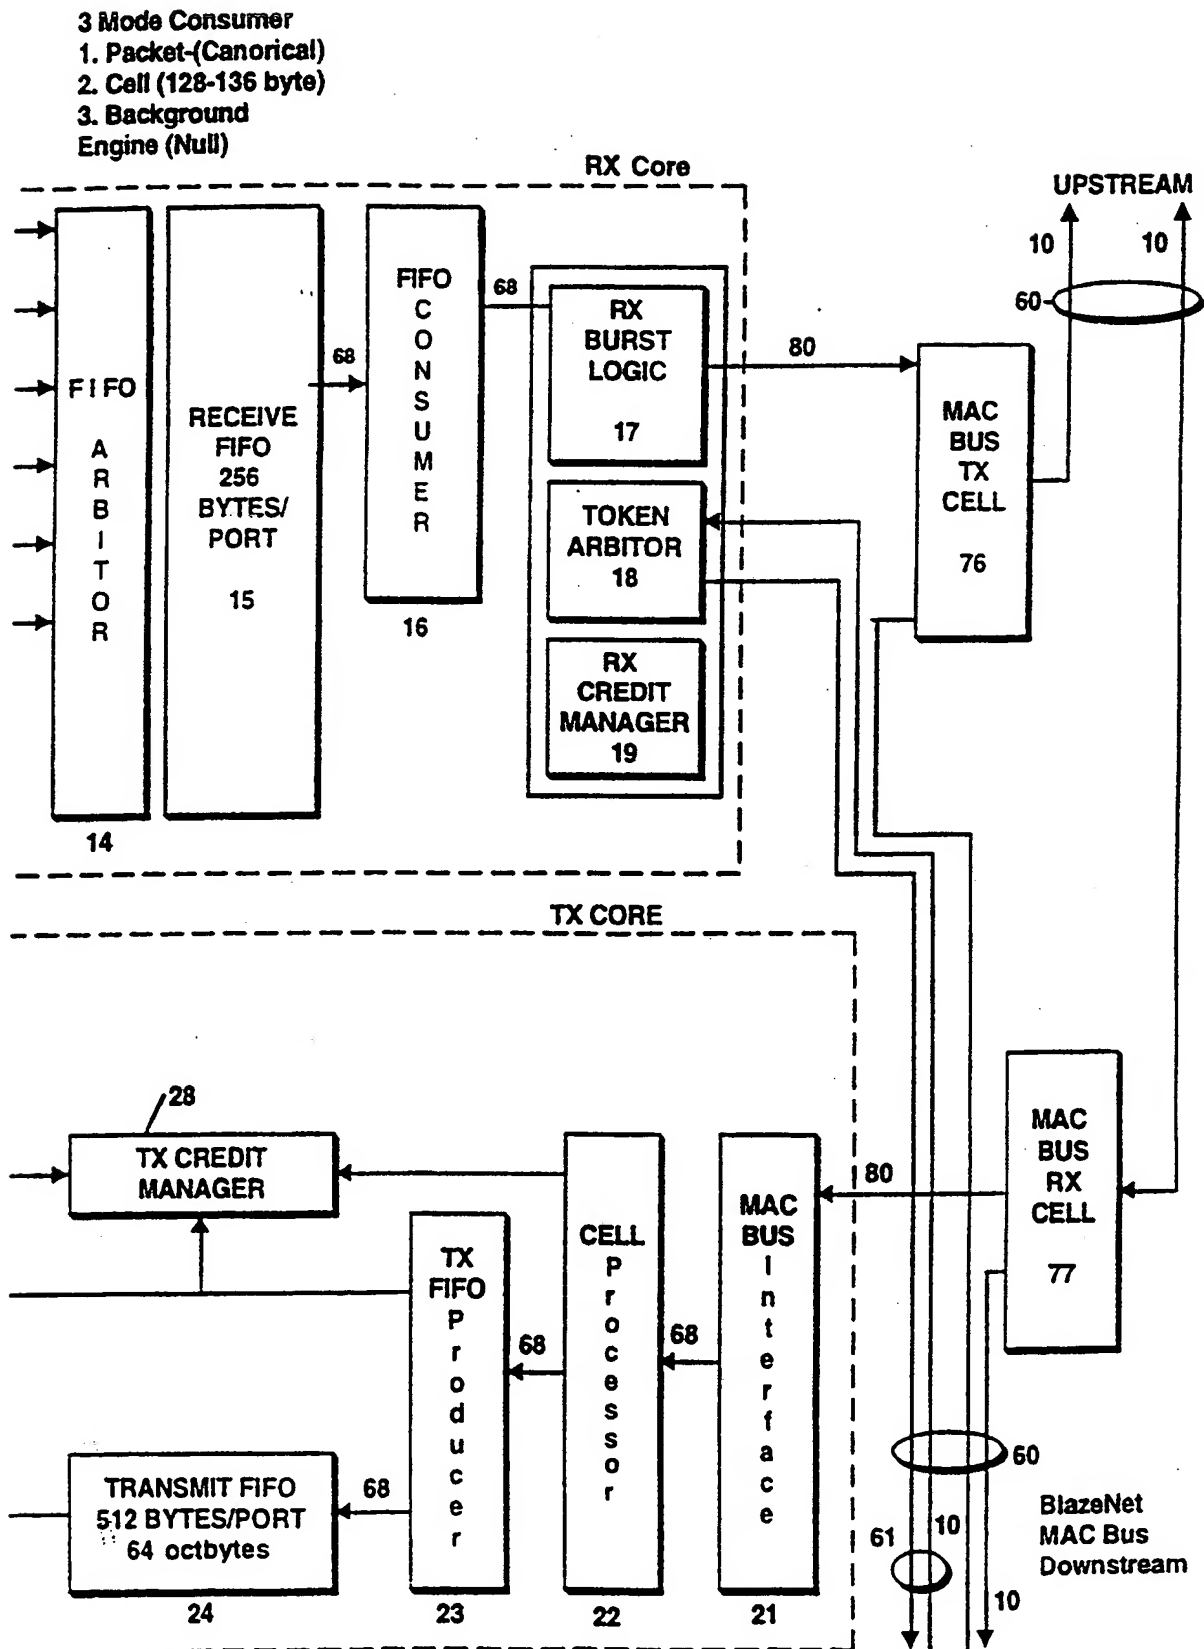 3 Mode Consumer
1. Packet-(Canorical)
2. Cell (128-136 byte)
3. Background
Engine (Null)
RX Core
UPSTREAM
10
10
60
FIFO
ARBITOR
14
RECEIVE
FIFO
256
BYTES/
PORT
15
68
FIFO
CONSUMER
16
68
RX
BURST
LOGIC
17
TOKEN
ARBITOR
18
RX
CREDIT
MANAGER
19
80
MAC
BUS
TX
CELL
76
TX CORE
28
TX CREDIT
MANAGER
TRANSMIT FIFO
512 BYTES/PORT
64 octbytes
24
68
TX
FIFO
Producer
23
68
CELL
Processor
22
68
MAC
BUS
Interface
21
80
MAC
BUS
RX
CELL
77
60
61
10
10
BlazeNet
MAC Bus
Downstream